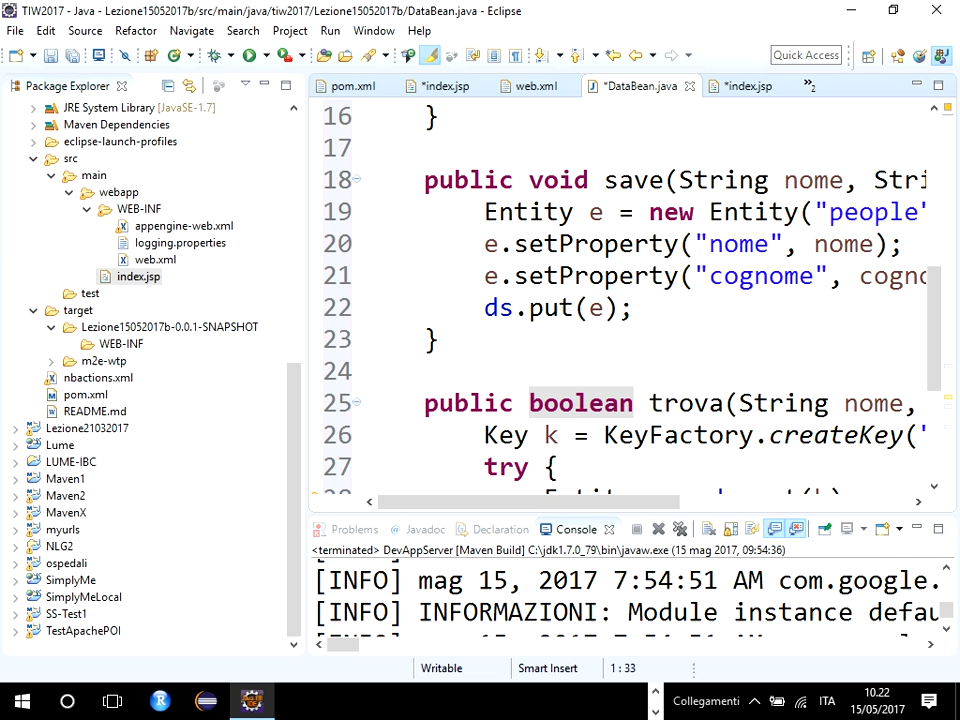 TIW2017 - Java - Lezione15052017b/src/main/java/tiw2017/Lezione15052017b/DataBean.java - Eclipse
File Edit Source Refactor Navigate Search Project Run Window Help
Quick Access
Package Explorer
pom.xml *index.jsp web.xml *DataBean.java *index.jsp »2
JRE System Library [JavaSE-1.7]
Maven Dependencies
eclipse-launch-profiles
src
main
webapp
WEB-INF
appengine-web.xml
logging.properties
web.xml
index.jsp
test
target
Lezione15052017b-0.0.1-SNAPSHOT
WEB-INF
m2e-wtp
nbactions.xml
pom.xml
README.md
Lezione21032017
Lume
LUME-IBC
Maven1
Maven2
MavenX
myurls
NLG2
ospedali
SimplyMe
SimplyMeLocal
SS-Test1
TestApachePOI
16 }
17
18 public void save(String nome, Stri
19 Entity e = new Entity("people"
20 e.setProperty("nome", nome);
21 e.setProperty("cognome", cogno
22 ds.put(e);
23 }
24
25 public boolean trova(String nome,
26 Key k = KeyFactory.createKey("
27 try {
Problems Javadoc Declaration Console
<terminated> DevAppServer [Maven Build] C:\jdk1.7.0_79\bin\javaw.exe (15 mag 2017, 09:54:36)
[INFO] mag 15, 2017 7:54:51 AM com.google.
[INFO] INFORMAZIONI: Module instance defau
Writable Smart Insert 1 : 33
Collegamenti ITA 10.22
15/05/2017